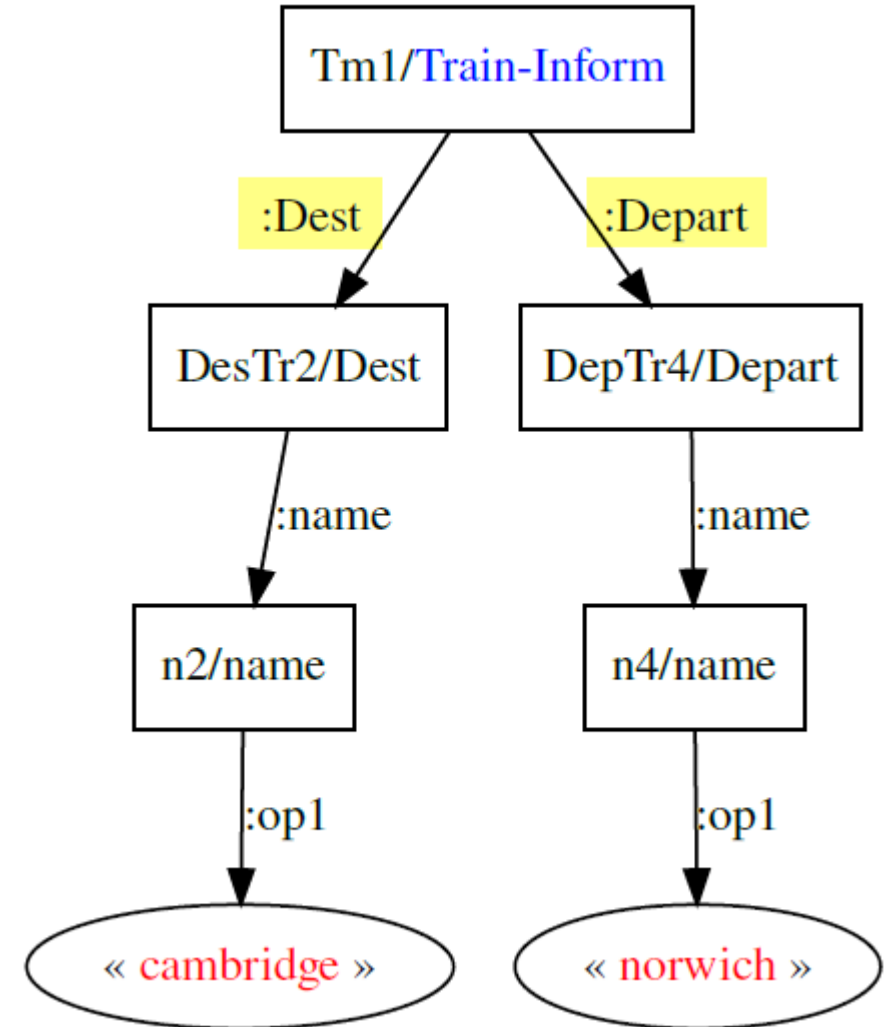 Tm1/Train-Inform
:Dest :Depart
DesTr2/Dest DepTr4/Depart
:name :name
n2/name n4/name
:op1 :op1
« cambridge » « norwich »